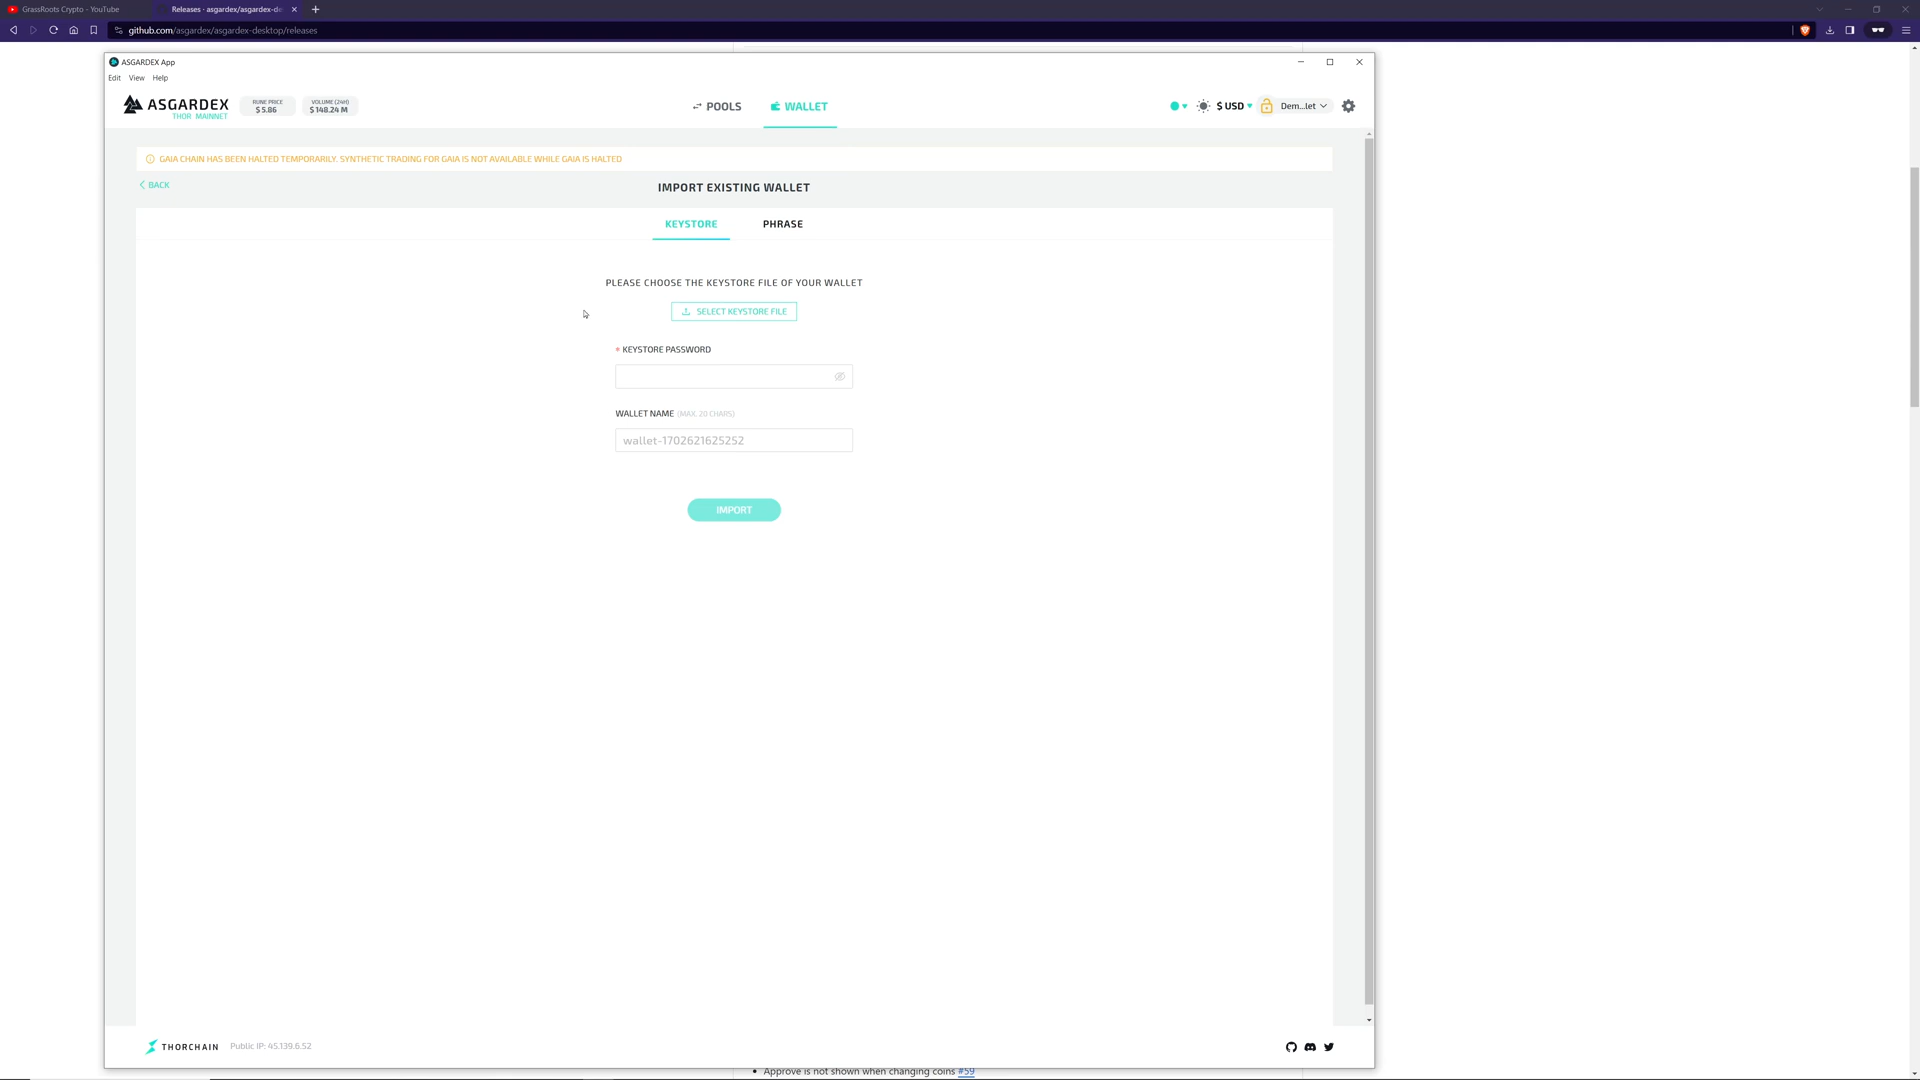 GrassRoots Crypto - YouTube
Releases · asgardex/asgardex-de
github.com/asgardex/asgardex-desktop/releases
ASGARDEX App
Edit View Help
ASGARDEX
THOR MAINNET
RUNE PRICE
$ 5.86
VOLUME (24H)
$ 148.24 M
POOLS
WALLET
$ USD
Dem...let
GAIA CHAIN HAS BEEN HALTED TEMPORARILY. SYNTHETIC TRADING FOR GAIA IS NOT AVAILABLE WHILE GAIA IS HALTED
BACK
IMPORT EXISTING WALLET
KEYSTORE
PHRASE
PLEASE CHOOSE THE KEYSTORE FILE OF YOUR WALLET
SELECT KEYSTORE FILE
* KEYSTORE PASSWORD
WALLET NAME (MAX. 20 CHARS)
wallet-1702621625252
IMPORT
THORCHAIN
Public IP: 45.139.6.52
• Approve is not shown when changing coins #59